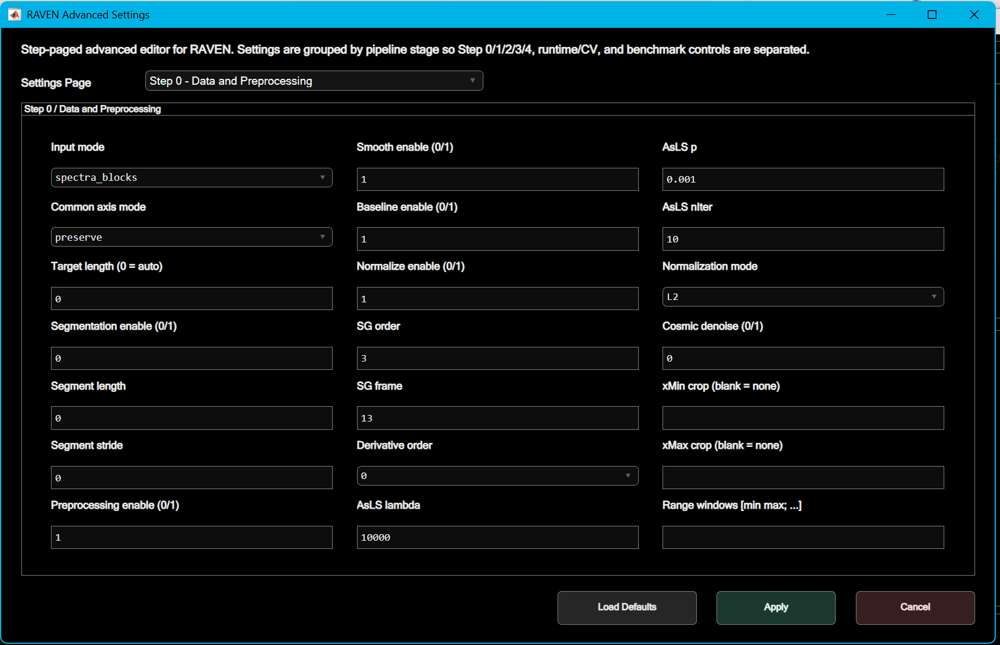 RAVEN Advanced Settings
Step-paged advanced editor for RAVEN. Settings are grouped by pipeline stage so Step 0/1/2/3/4, runtime/CV, and benchmark controls are separated.
Settings Page
Step 0 - Data and Preprocessing
Step 0 / Data and Preprocessing
Input mode
spectra_blocks
Common axis mode
preserve
Target length (0 = auto)
0
Segmentation enable (0/1)
0
Segment length
0
Segment stride
0
Preprocessing enable (0/1)
1
Smooth enable (0/1)
1
Baseline enable (0/1)
1
Normalize enable (0/1)
1
SG order
3
SG frame
13
Derivative order
0
AsLS lambda
10000
AsLS p
0.001
AsLS nIter
10
Normalization mode
L2
Cosmic denoise (0/1)
0
xMin crop (blank = none)
xMax crop (blank = none)
Range windows [min max; ...]
Load Defaults
Apply
Cancel